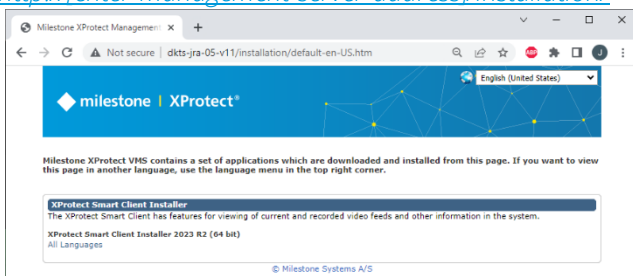 Milestone XProtect Management
Not secure | dkts-jra-05-v11/installation/default-en-US.htm
ABP
J
English (United States)
milestone | XProtect®
Milestone XProtect VMS contains a set of applications which are downloaded and installed from this page. If you want to view
this page in another language, use the language menu in the top right corner.
XProtect Smart Client Installer
The XProtect Smart Client has features for viewing of current and recorded video feeds and other information in the system.
XProtect Smart Client Installer 2023 R2 (64 bit)
All Languages
© Milestone Systems A/S